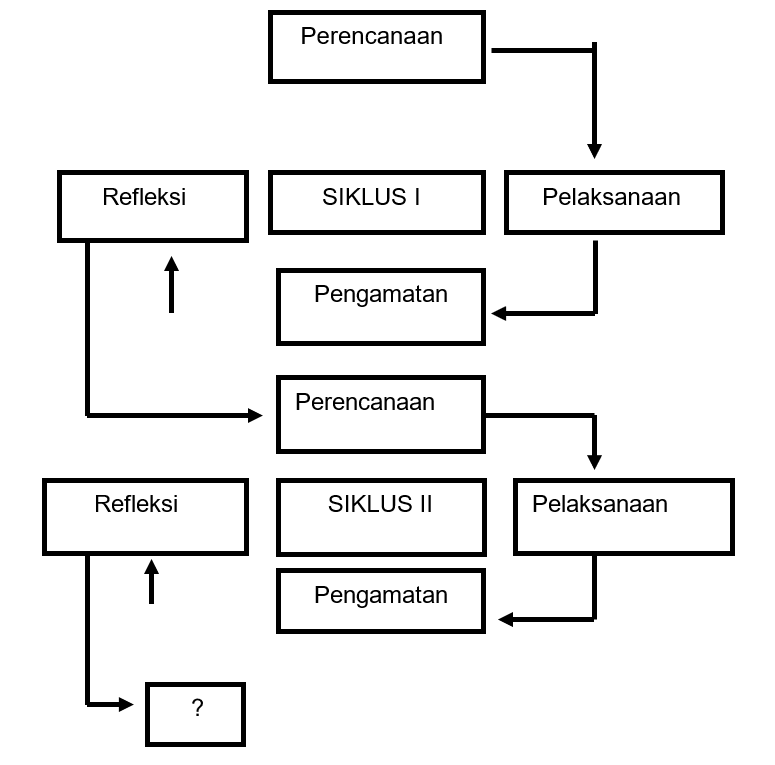 Perencanaan
Refleksi
SIKLUS I
Pelaksanaan
Pengamatan
Perencanaan
Refleksi
SIKLUS II
Pelaksanaan
Pengamatan
?